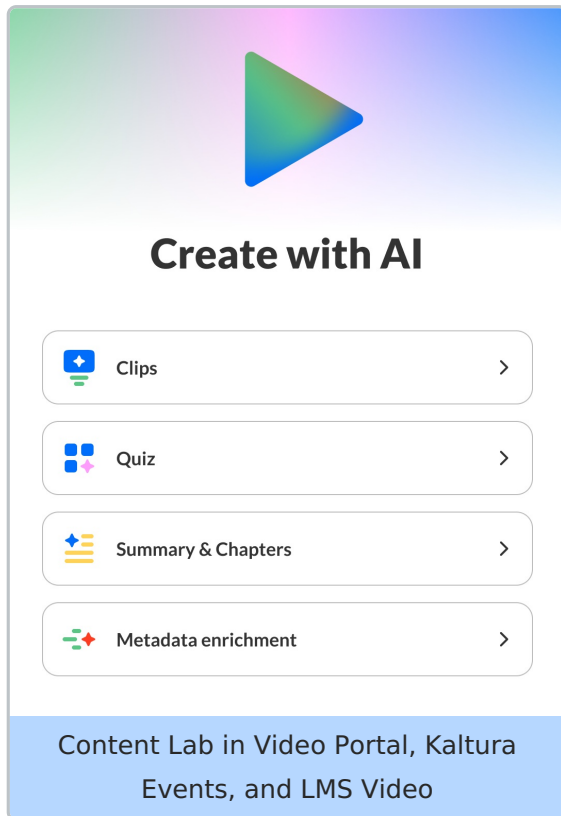 Create with AI
Clips
Quiz
Summary & Chapters
Metadata enrichment
Content Lab in Video Portal, Kaltura
Events, and LMS Video